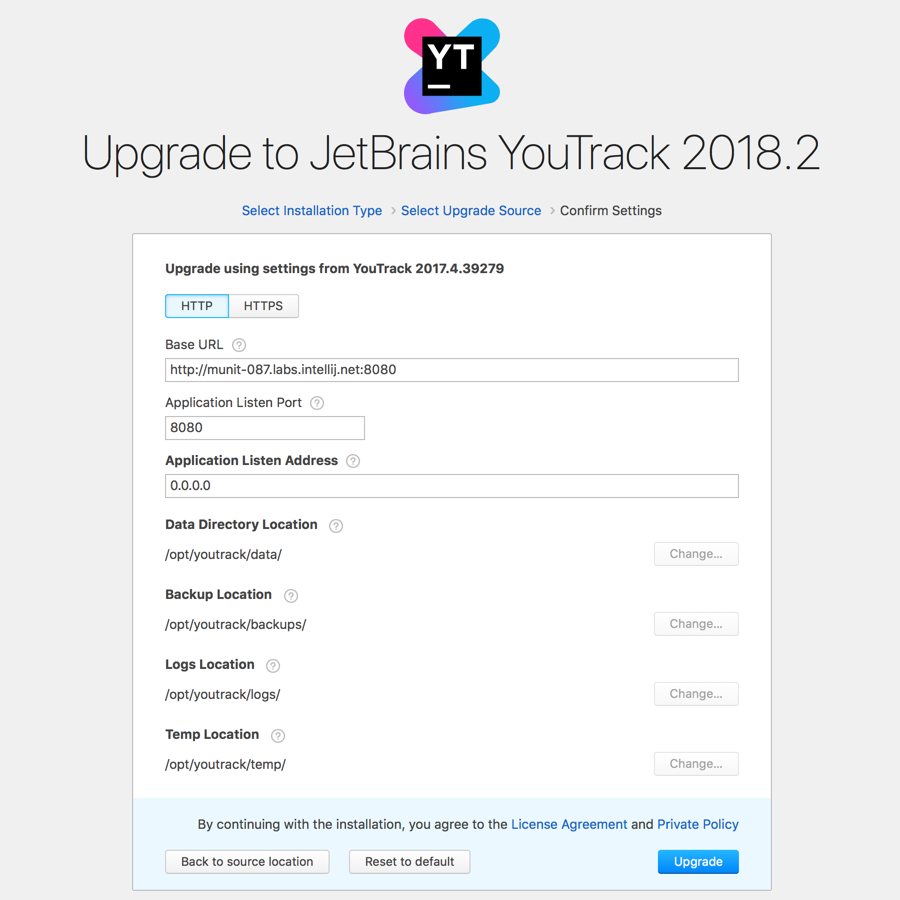 YT
Upgrade to JetBrains YouTrack 2018.2
Select Installation Type > Select Upgrade Source > Confirm Settings
Upgrade using settings from YouTrack 2017.4.39279
HTTP HTTPS
Base URL ?
http://munit-087.labs.intellij.net:8080
Application Listen Port ?
8080
Application Listen Address ?
0.0.0.0
Data Directory Location ?
/opt/youtrack/data/ Change...
Backup Location ?
/opt/youtrack/backups/ Change...
Logs Location ?
/opt/youtrack/logs/ Change...
Temp Location ?
/opt/youtrack/temp/ Change...
By continuing with the installation, you agree to the License Agreement and Private Policy
Back to source location Reset to default Upgrade